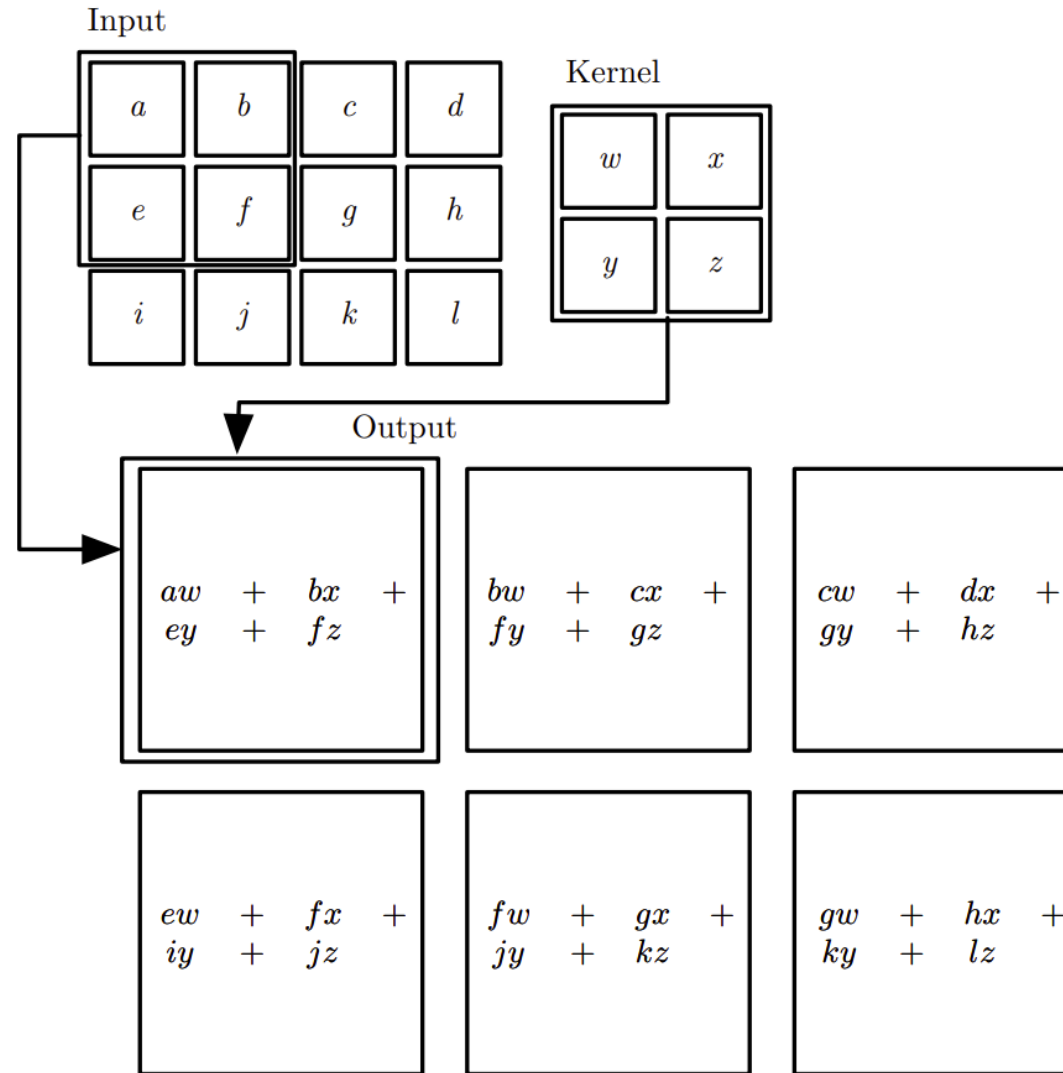 Input
a b c d
Kernel
w x
e f g h
y z
i j k l
Output
aw + bx +
ey + fz
bw + cx +
fy + gz
cw + dx +
gy + hz
ew + fx +
iy + jz
fw + gx +
jy + kz
gw + hx +
ky + lz